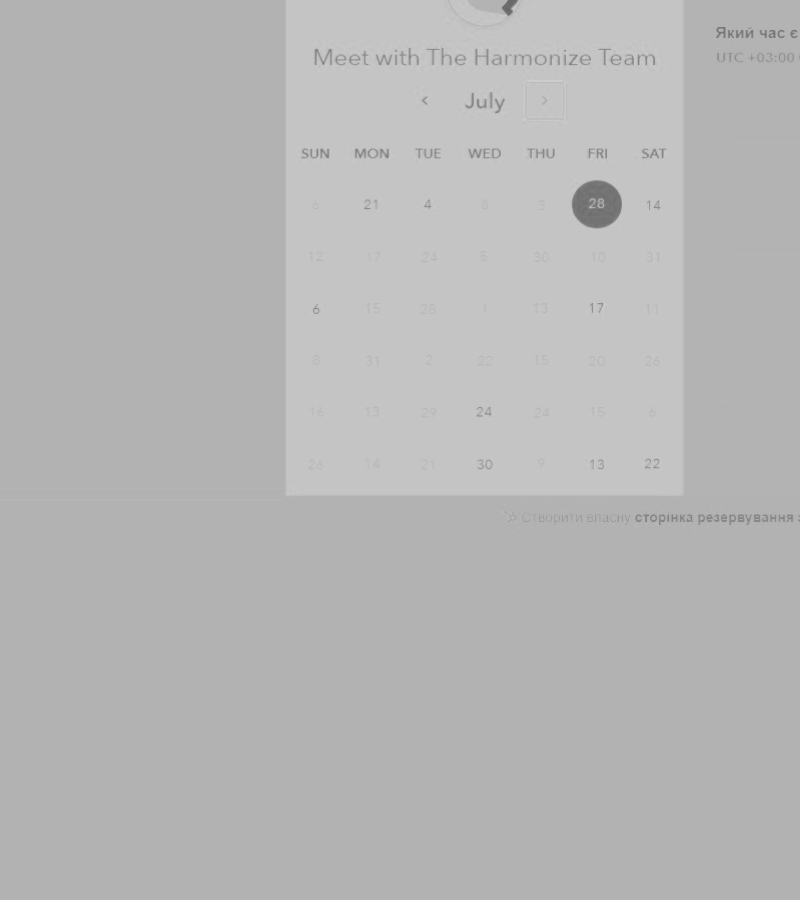 Meet with The Harmonize Team
July
SUN MON TUE WED THU FRI SAT
6 21 4 8 3 28 14
12 17 24 5 30 10 31
6 15 28 1 13 17 11
8 31 2 22 15 20 26
16 13 29 24 24 15 6
26 14 21 30 9 13 22
Який час є
UTC +03:00
Створити власну сторінка резервування з